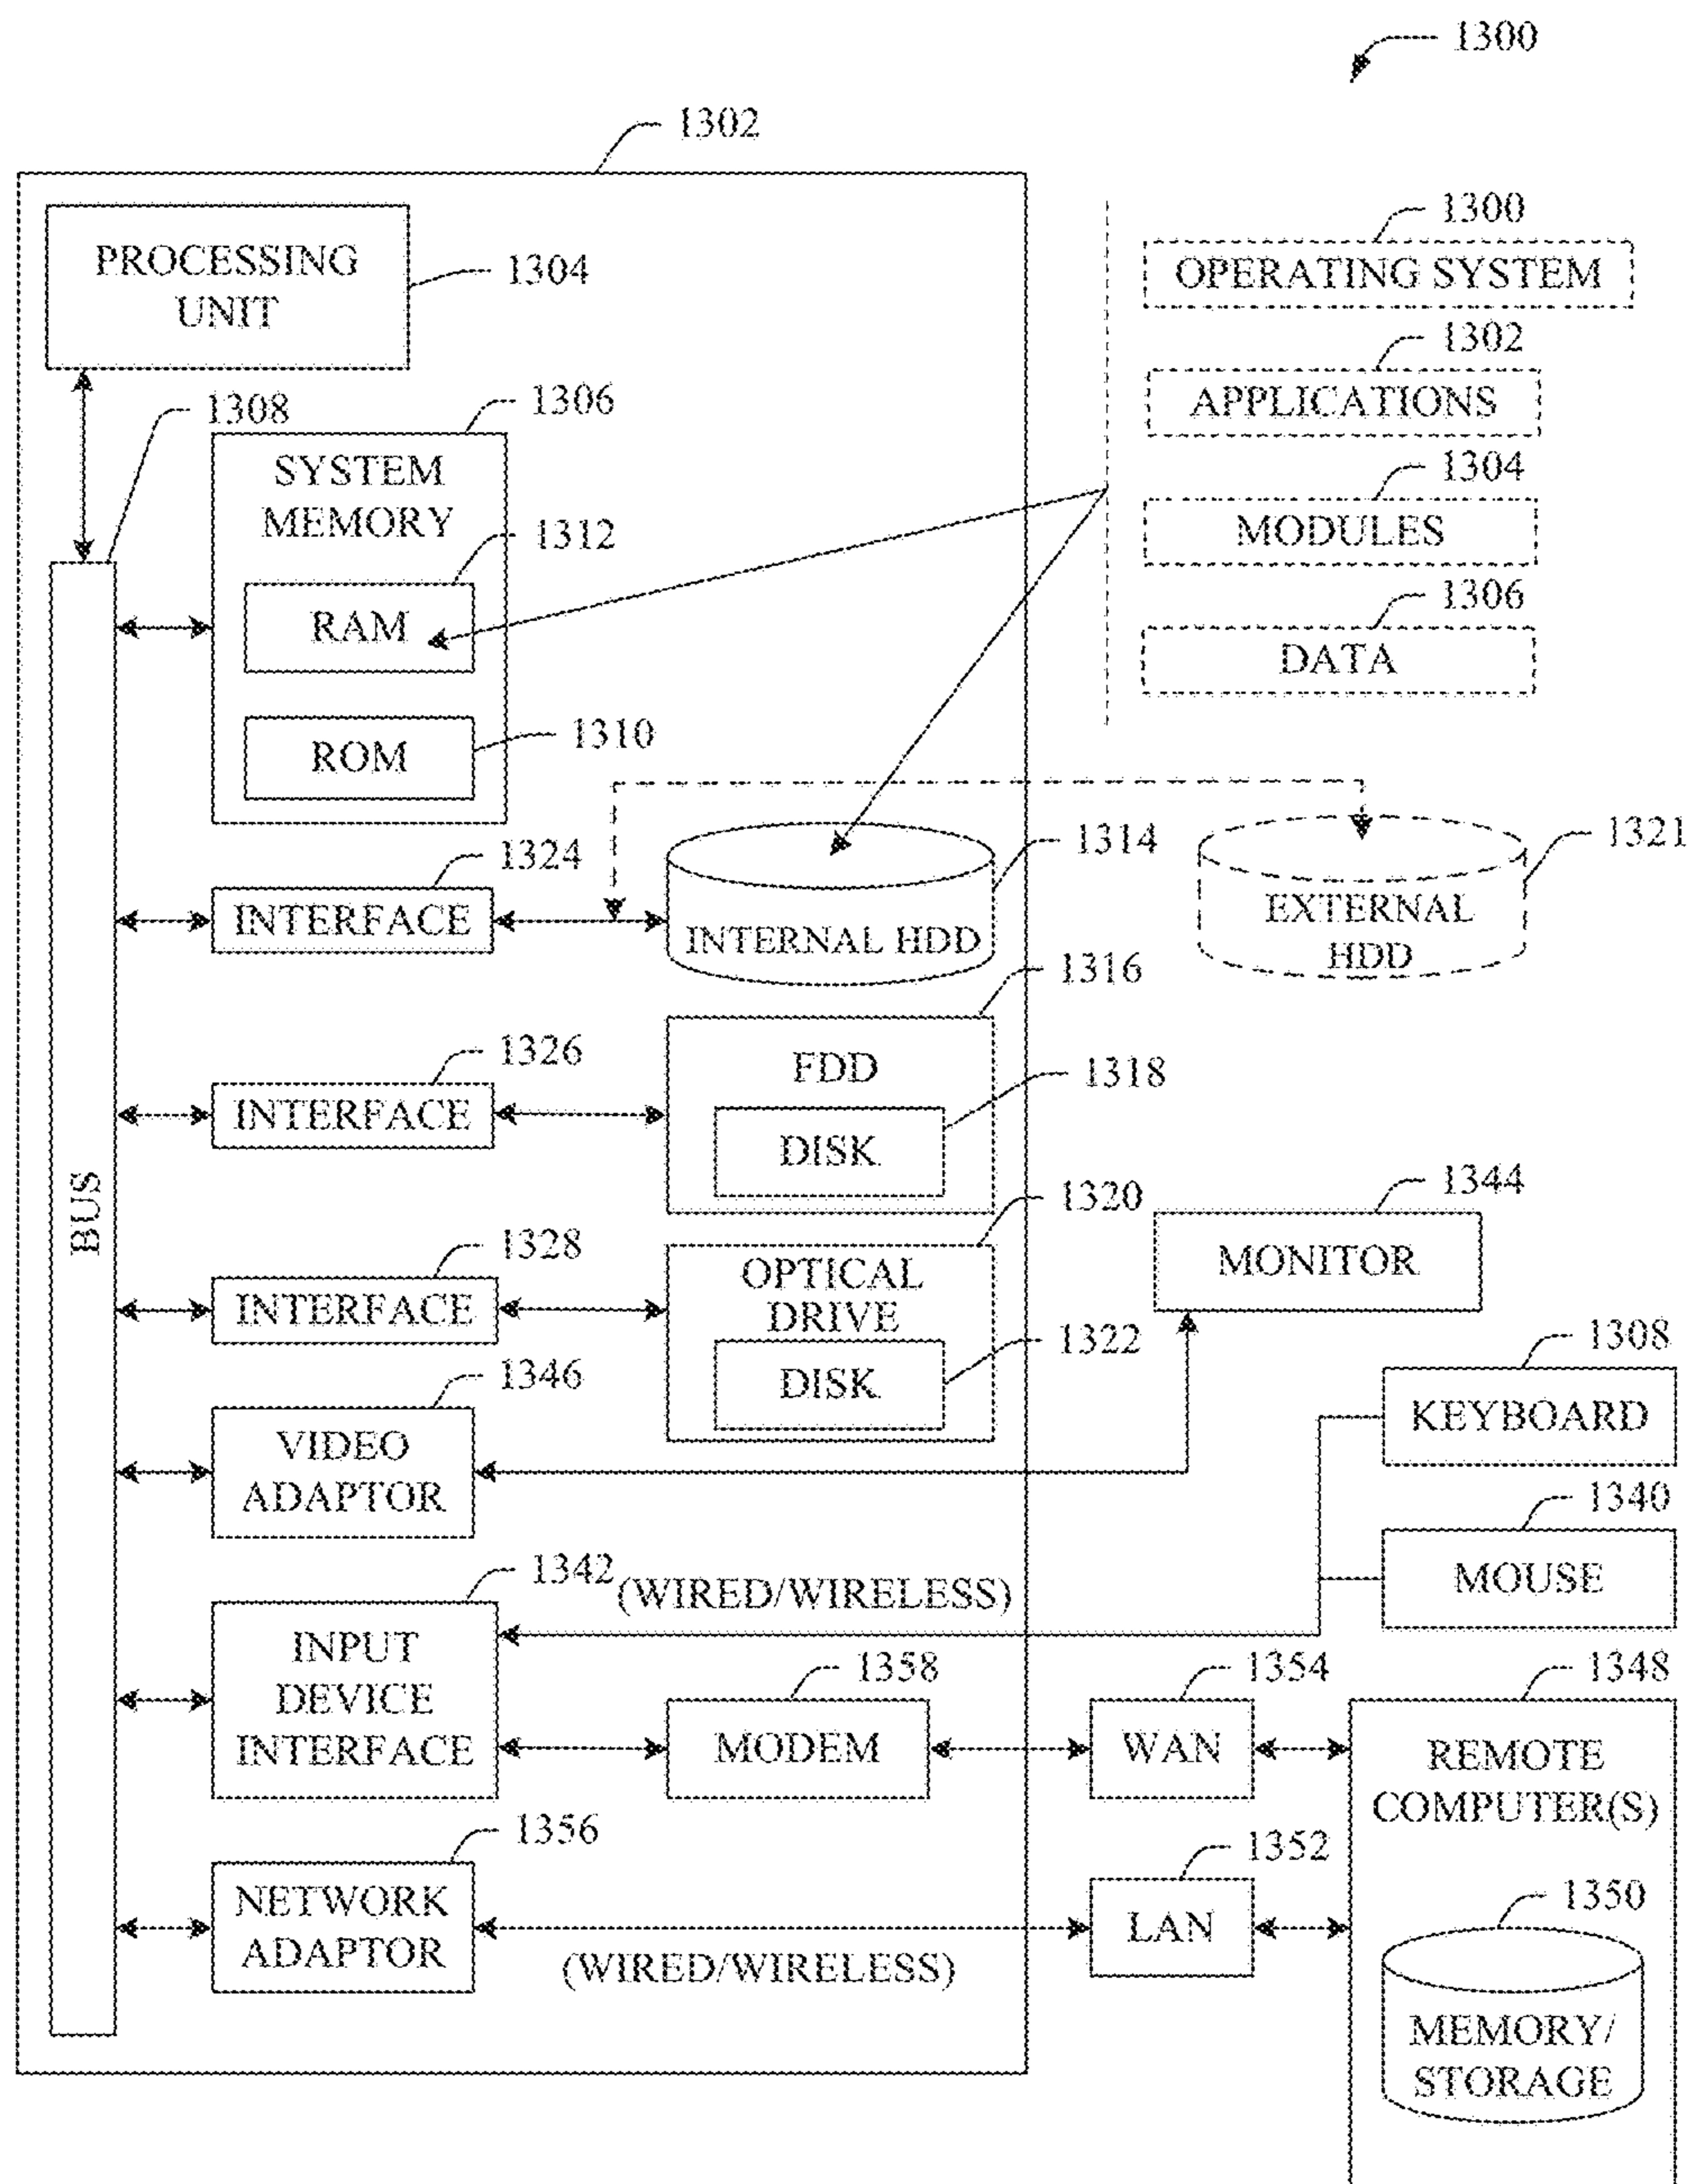 1300
1302
PROCESSING
UNIT
1304
1308
1306
SYSTEM
MEMORY
1312
RAM
ROM
1310
1300
OPERATING SYSTEM
1302
APPLICATIONS
1304
MODULES
1306
DATA
BUS
1324
INTERFACE
1314
INTERNAL HDD
1321
EXTERNAL
HDD
1326
INTERFACE
1316
FDD
1318
DISK
1328
INTERFACE
1320
OPTICAL
DRIVE
1322
DISK
1344
MONITOR
1346
VIDEO
ADAPTOR
1308
KEYBOARD
1340
MOUSE
1342
(WIRED/WIRELESS)
INPUT
DEVICE
INTERFACE
1358
MODEM
1354
WAN
1348
REMOTE
COMPUTER(S)
1356
NETWORK
ADAPTOR
(WIRED/WIRELESS)
1352
LAN
1350
MEMORY/
STORAGE